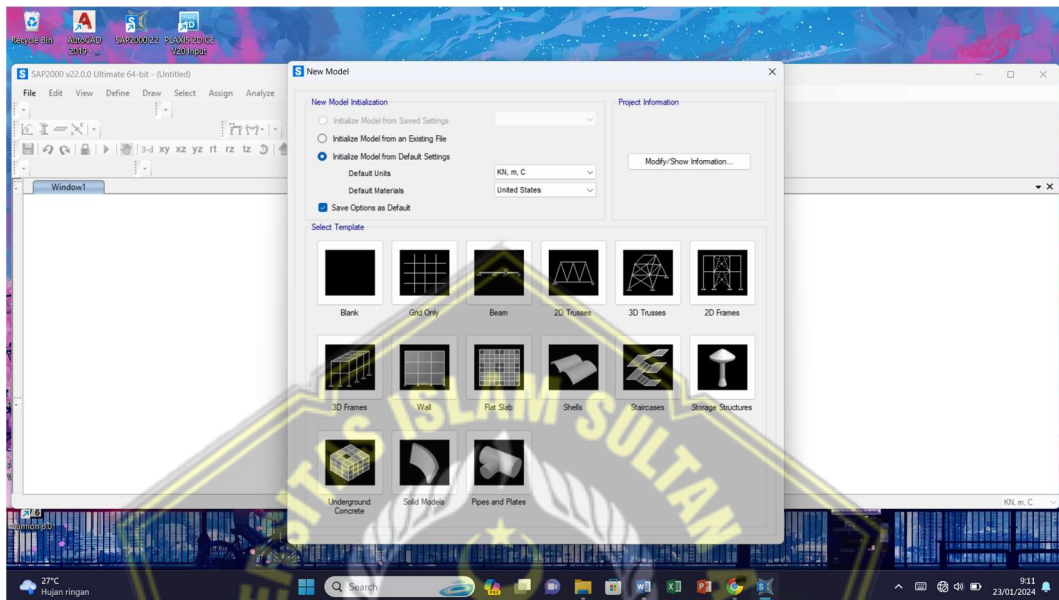 Recycle Bin
AutoCAD 2019 - ...
SAP2000 22
PLAXIS 2D CE V20 Input
SAP2000 v22.0.0 Ultimate 64-bit - (Untitled)
File Edit View Define Draw Select Assign Analyze
3-d xy xz yz rt rz tz
Window1
New Model
New Model Initialization
Initialize Model from Saved Settings
Initialize Model from an Existing File
Initialize Model from Default Settings
Default Units
KN, m, C
Default Materials
United States
Save Options as Default
Project Information
Modify/Show Information...
Select Template
Blank
Grid Only
Beam
2D Trusses
3D Trusses
2D Frames
3D Frames
Wall
Flat Slab
Shells
Staircases
Storage Structures
Underground Concrete
Solid Models
Pipes and Plates
ISLAM SULTAN
KN, m, C
27°C
Hujan ringan
Search
9:11
23/01/2024